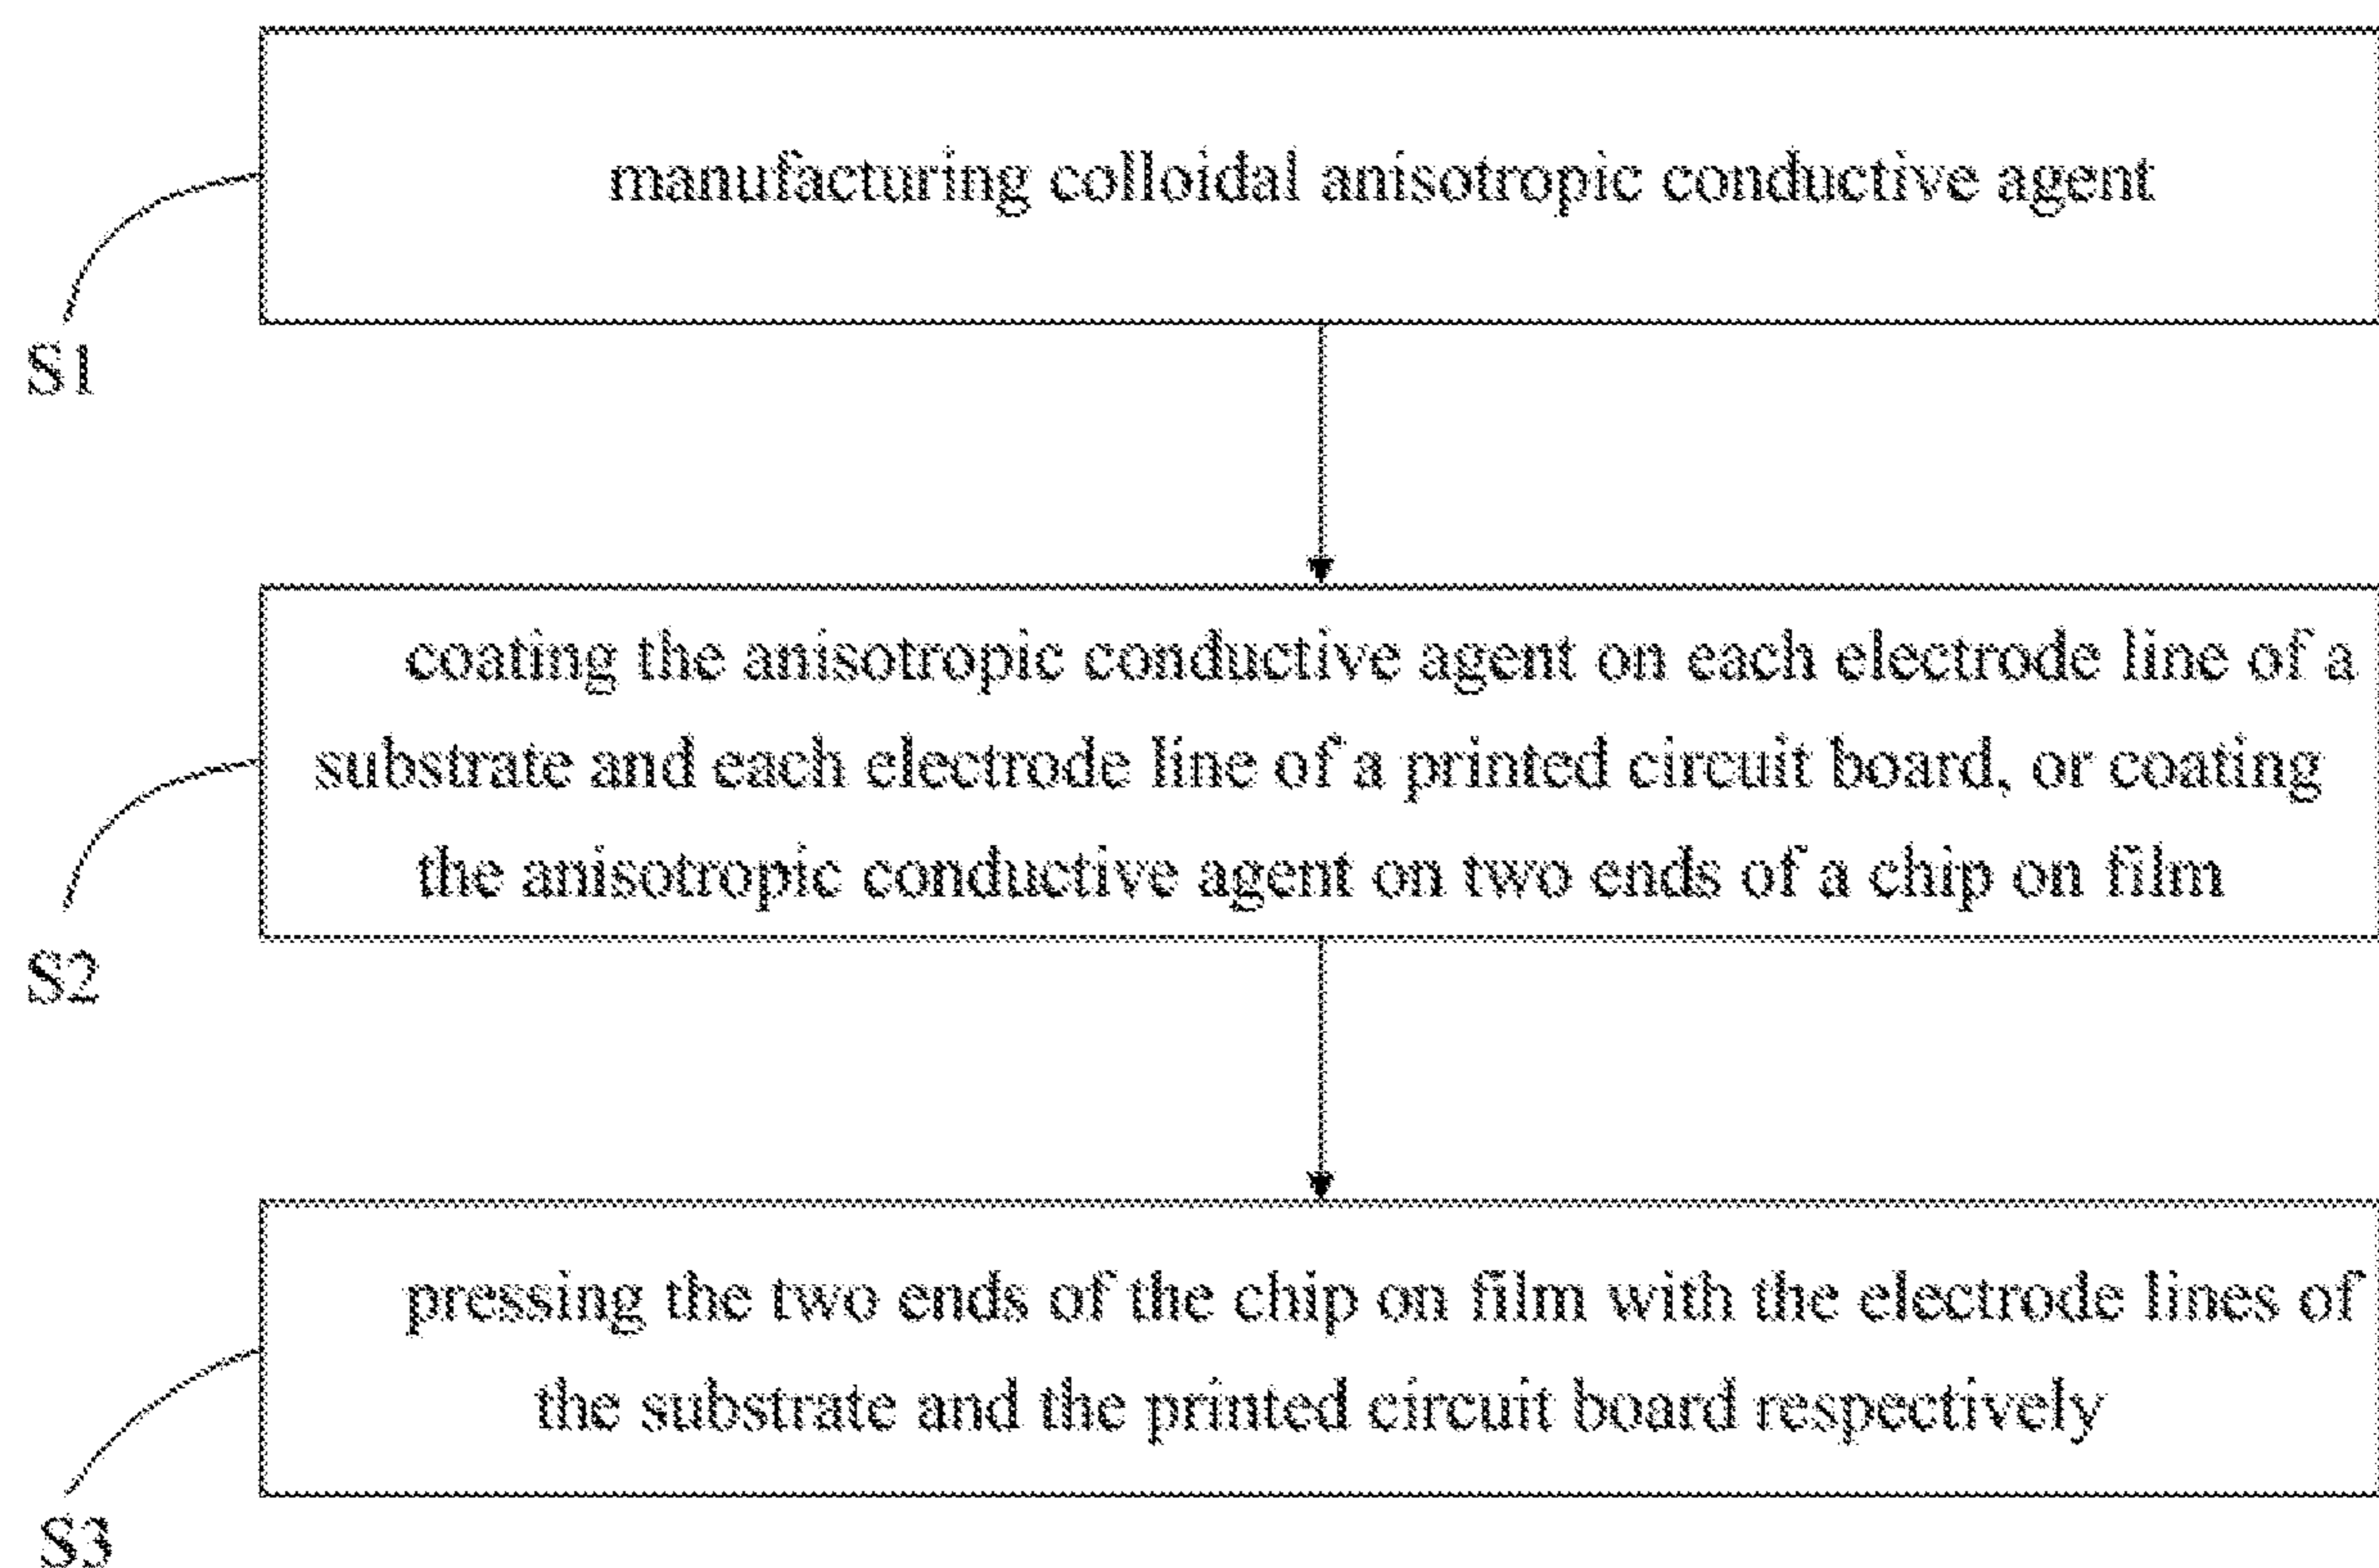 manufacturing colloidal anisotropic conductive agent
S1
coating the anisotropic conductive agent on each electrode line of a
substrate and each electrode line of a printed circuit board, or coating
the anisotropic conductive agent on two ends of a chip on film
S2
pressing the two ends of the chip on film with the electrode lines of
the substrate and the printed circuit board respectively
S3